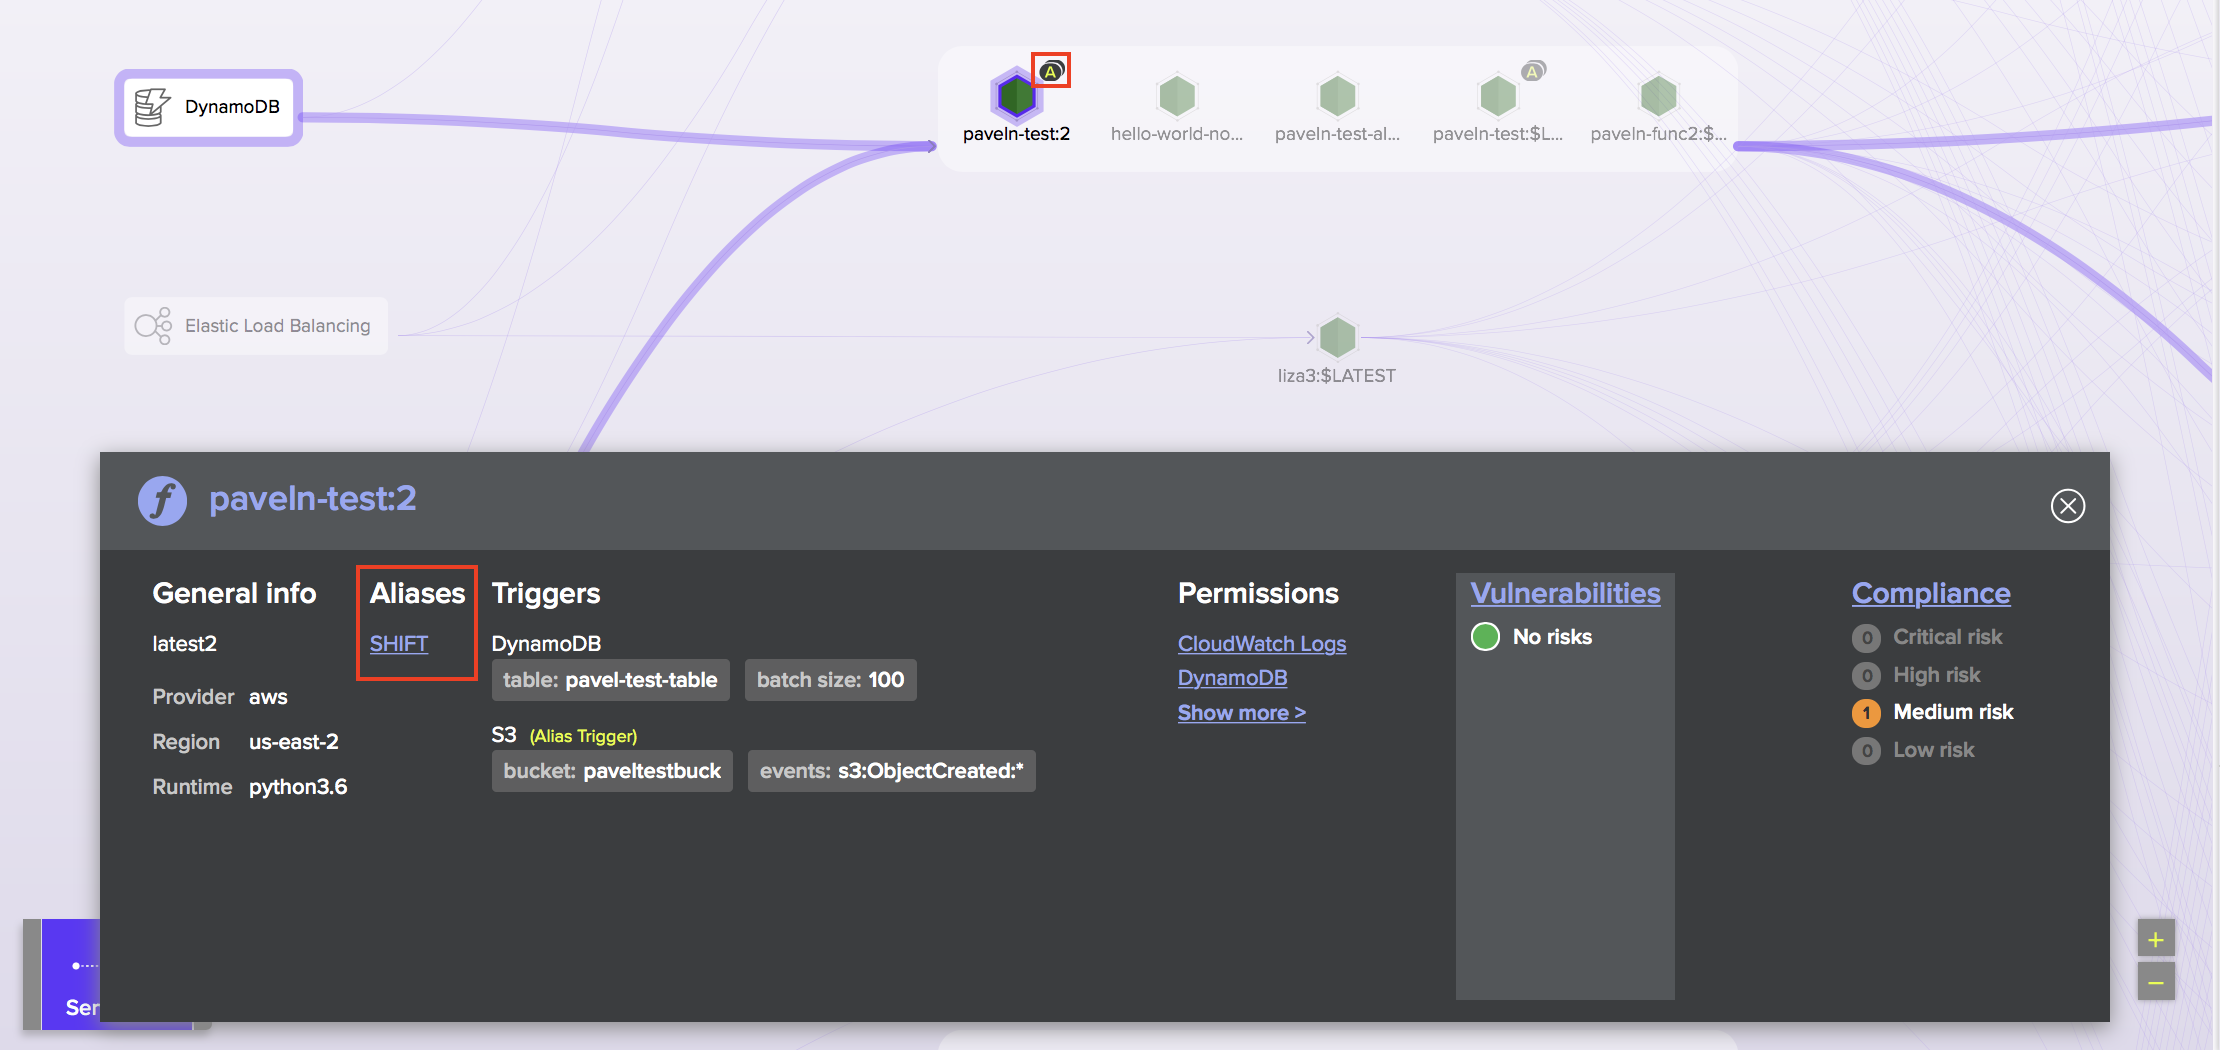 DynamoDB
A
A
paveln-test:2
hello-world-no...
paveln-test-al...
paveln-test:$L...
paveln-func2:$...
Elastic Load Balancing
liza3:$LATEST
f
paveln-test:2
General info
latest2
Provider aws
Region us-east-2
Runtime python3.6
Aliases
SHIFT
Triggers
DynamoDB
table: pavel-test-table batch size: 100
S3 (Alias Trigger)
bucket: paveltestbuck events: s3:ObjectCreated:*
Permissions
CloudWatch Logs
DynamoDB
Show more >
Vulnerabilities
No risks
Compliance
0 Critical risk
0 High risk
1 Medium risk
0 Low risk
Ser
+
−